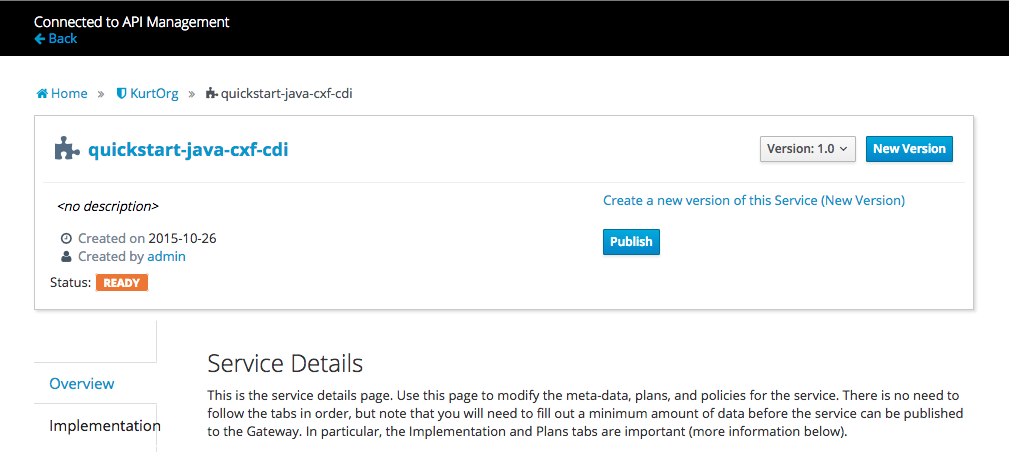 Connected to API Management
Back
Home » KurtOrg » quickstart-java-cxf-cdi
quickstart-java-cxf-cdi
Version: 1.0
New Version
<no description>
Create a new version of this Service (New Version)
Created on 2015-10-26
Publish
Created by admin
Status: READY
Service Details
Overview
This is the service details page. Use this page to modify the meta-data, plans, and policies for the service. There is no need to
follow the tabs in order, but note that you will need to fill out a minimum amount of data before the service can be published
Implementation
to the Gateway. In particular, the Implementation and Plans tabs are important (more information below).